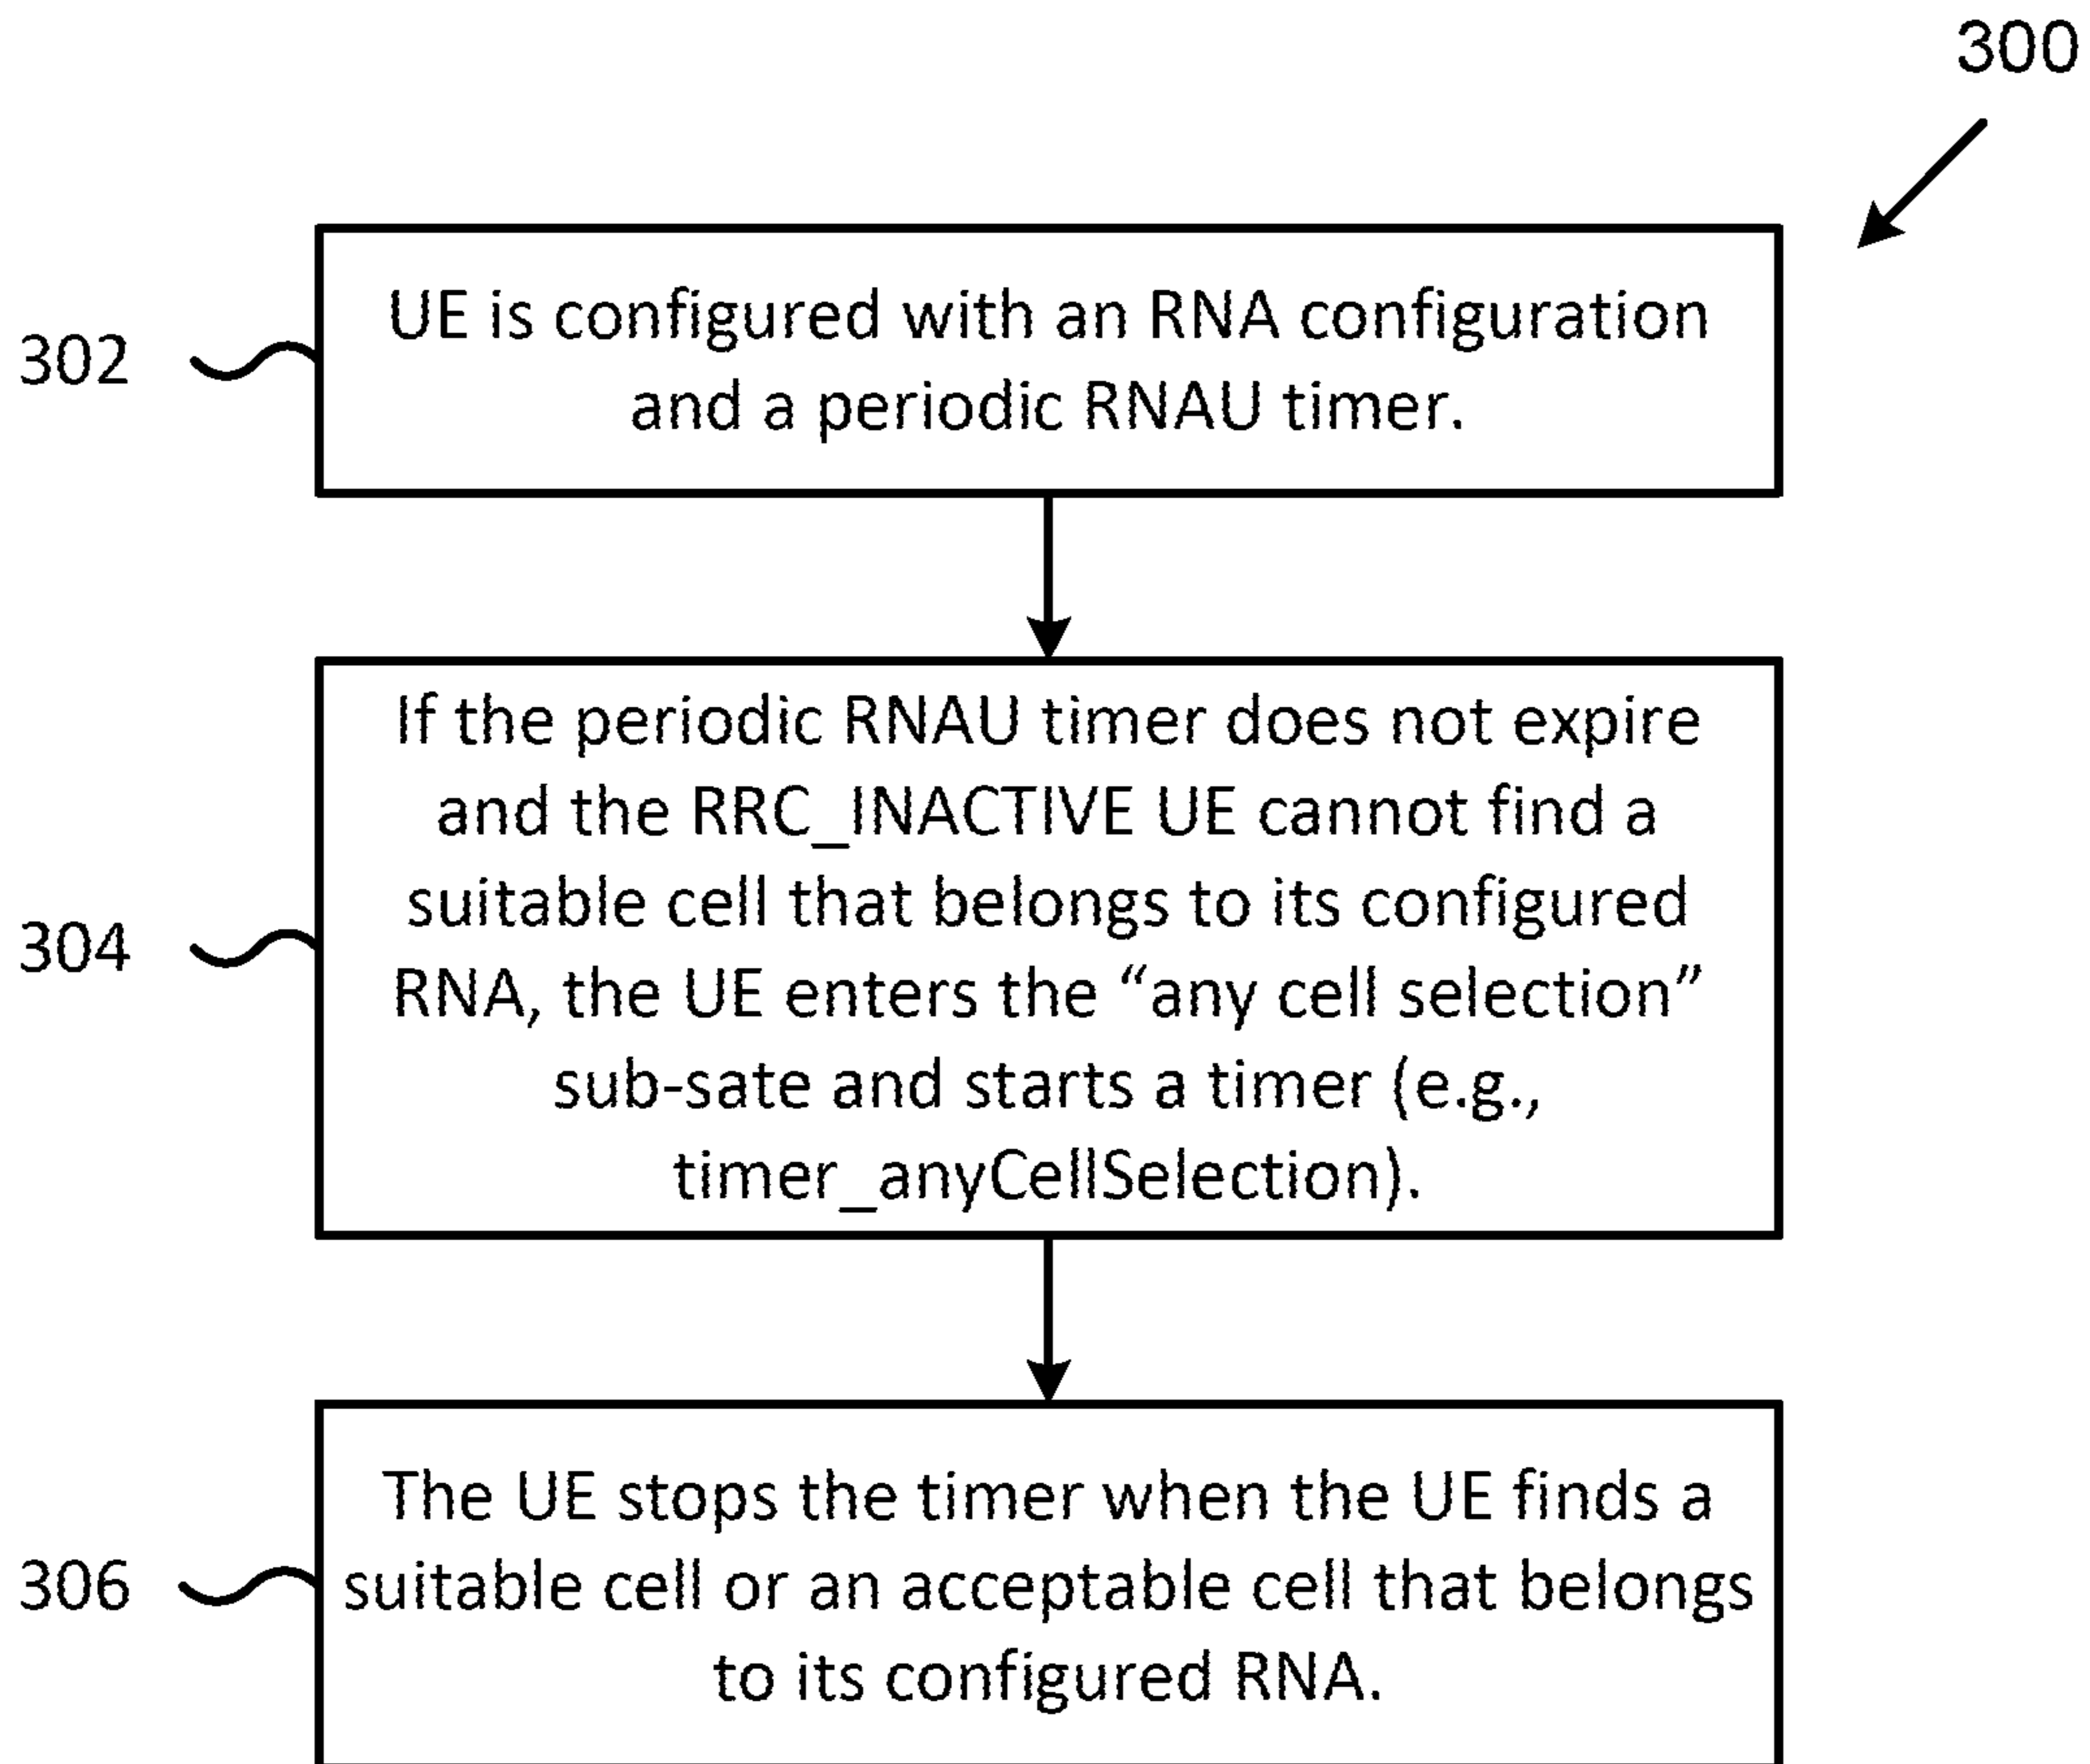 300
302
UE is configured with an RNA configuration
and a periodic RNAU timer.
304
If the periodic RNAU timer does not expire
and the RRC_INACTIVE UE cannot find a
suitable cell that belongs to its configured
RNA, the UE enters the “any cell selection”
sub-sate and starts a timer (e.g.,
timer_anyCellSelection).
306
The UE stops the timer when the UE finds a
suitable cell or an acceptable cell that belongs
to its configured RNA.